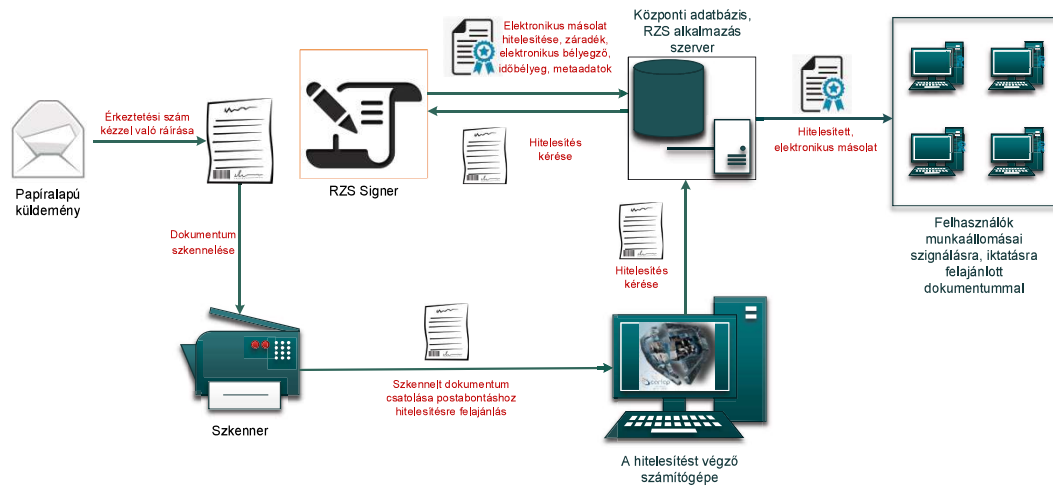 Elektronikus másolat
hitelesítése, záradék,
elektronikus bélyegző,
időbélyeg, metaadatok
Központi adatbázis,
RZS alkalmazás
szerver
Érkeztetési szám
kézzel való ráírása
Papíralapú
küldemény
RZS Signer
Hitelesítés
kérése
Hitelesített,
elektronikus másolat
Felhasználók
munkaállomásai
szignálásra, iktatásra
felajánlott
dokumentummal
Dokumentum
szkennelése
Hitelesítés
kérése
Szkennelt dokumentum
csatolása postabontáshoz
hitelesítésre felajánlás
Szkenner
A hitelesítést végző
számítógépe